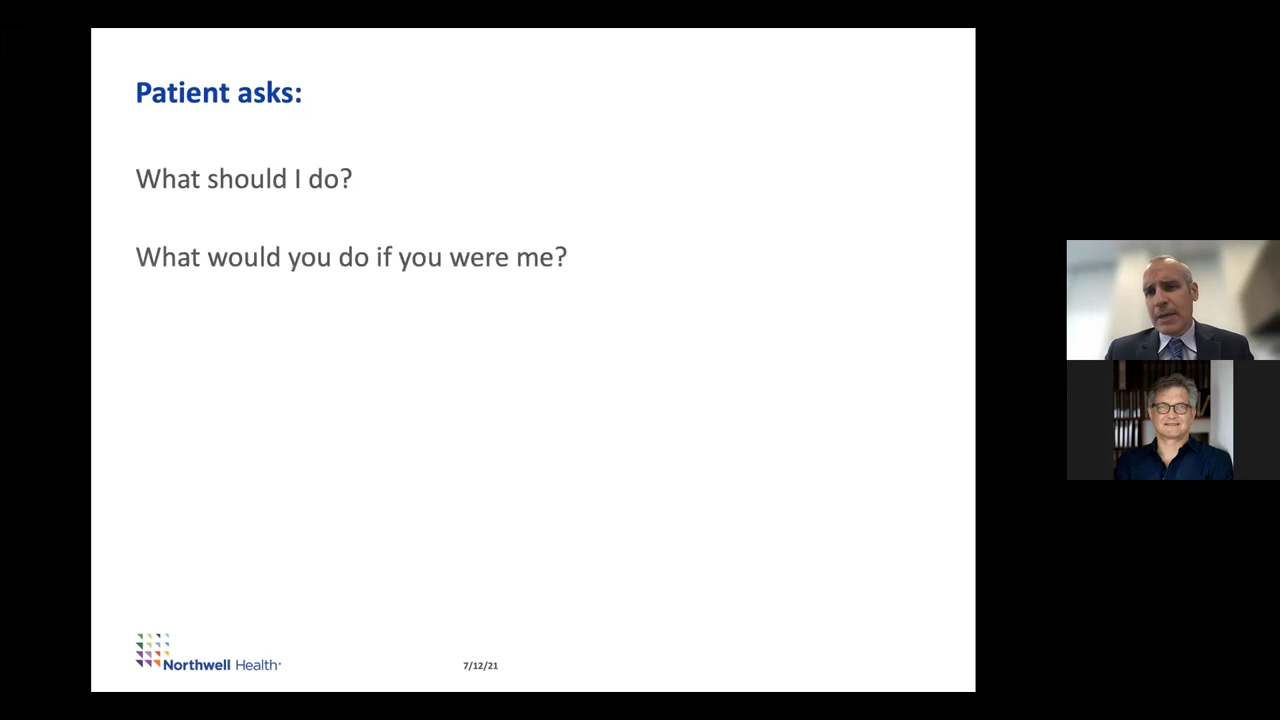 Patient asks:
What should I do?
What would you do if you were me?
Northwell Health
7/12/21